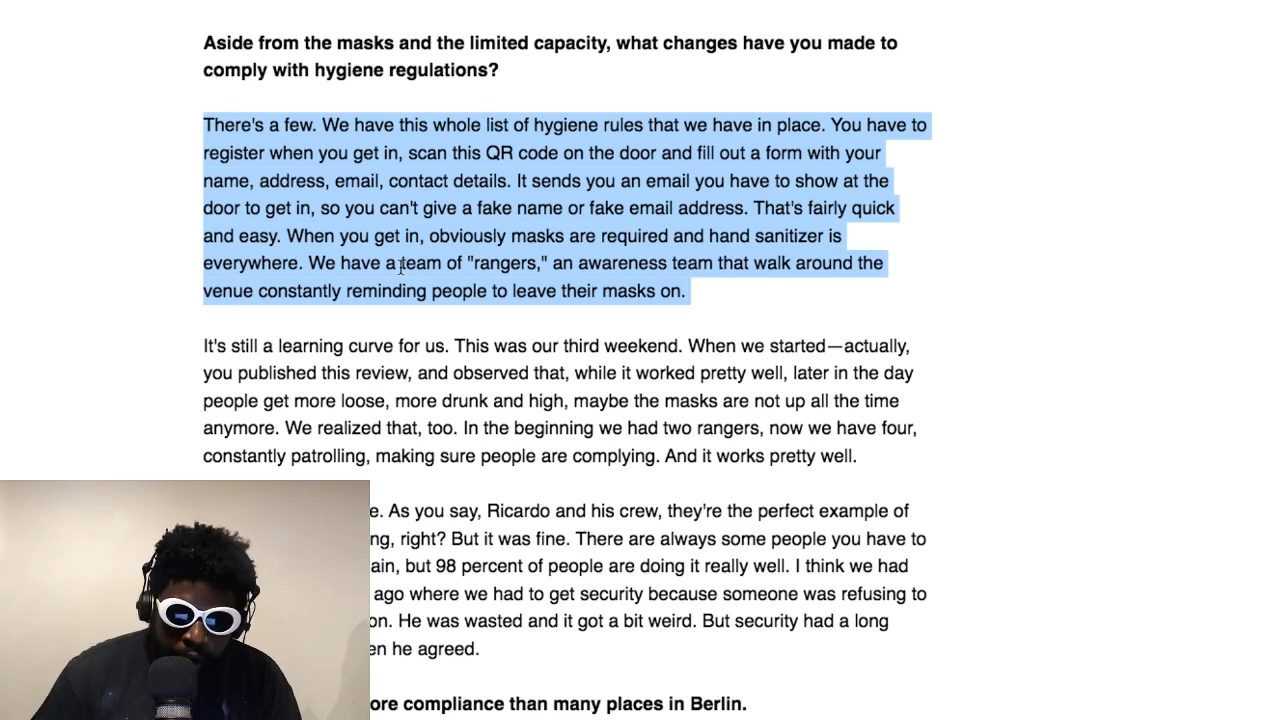 Aside from the masks and the limited capacity, what changes have you made to
comply with hygiene regulations?
There's a few. We have this whole list of hygiene rules that we have in place. You have to
register when you get in, scan this QR code on the door and fill out a form with your
name, address, email, contact details. It sends you an email you have to show at the
door to get in, so you can't give a fake name or fake email address. That's fairly quick
and easy. When you get in, obviously masks are required and hand sanitizer is
everywhere. We have a team of "rangers," an awareness team that walk around the
venue constantly reminding people to leave their masks on.
It's still a learning curve for us. This was our third weekend. When we started—actually,
you published this review, and observed that, while it worked pretty well, later in the day
people get more loose, more drunk and high, maybe the masks are not up all the time
anymore. We realized that, too. In the beginning we had two rangers, now we have four,
constantly patrolling, making sure people are complying. And it works pretty well.
e. As you say, Ricardo and his crew, they're the perfect example of
ng, right? But it was fine. There are always some people you have to
ain, but 98 percent of people are doing it really well. I think we had
ago where we had to get security because someone was refusing to
on. He was wasted and it got a bit weird. But security had a long
en he agreed.
ore compliance than many places in Berlin.